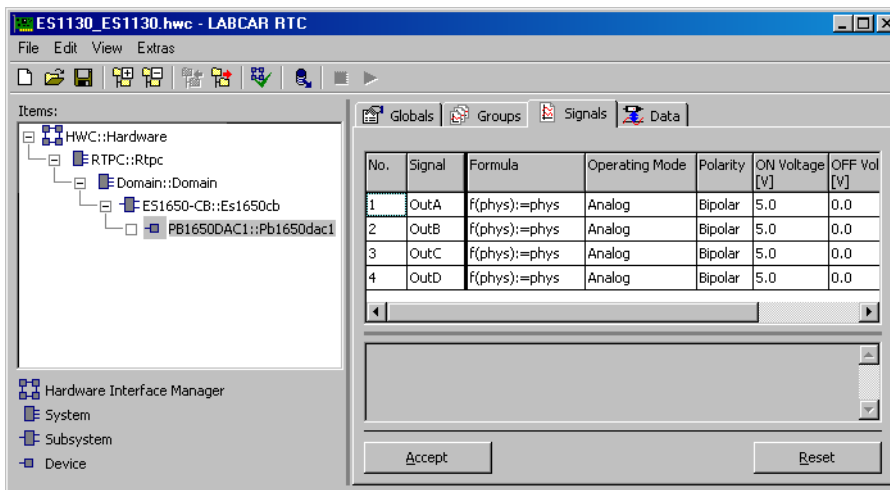 ES1130_ES1130.hwc - LABCAR RTC
File Edit View Extras
Items:
HWC::Hardware
RTPC::Rtpc
Domain::Domain
ES1650-CB::Es1650cb
PB1650DAC1::Pb1650dac1
Hardware Interface Manager
System
Subsystem
Device
Globals Groups Signals Data
No. Signal Formula Operating Mode Polarity ON Voltage [V] OFF Vol [V]
1 OutA f(phys):=phys Analog Bipolar 5.0 0.0
2 OutB f(phys):=phys Analog Bipolar 5.0 0.0
3 OutC f(phys):=phys Analog Bipolar 5.0 0.0
4 OutD f(phys):=phys Analog Bipolar 5.0 0.0
Accept Reset